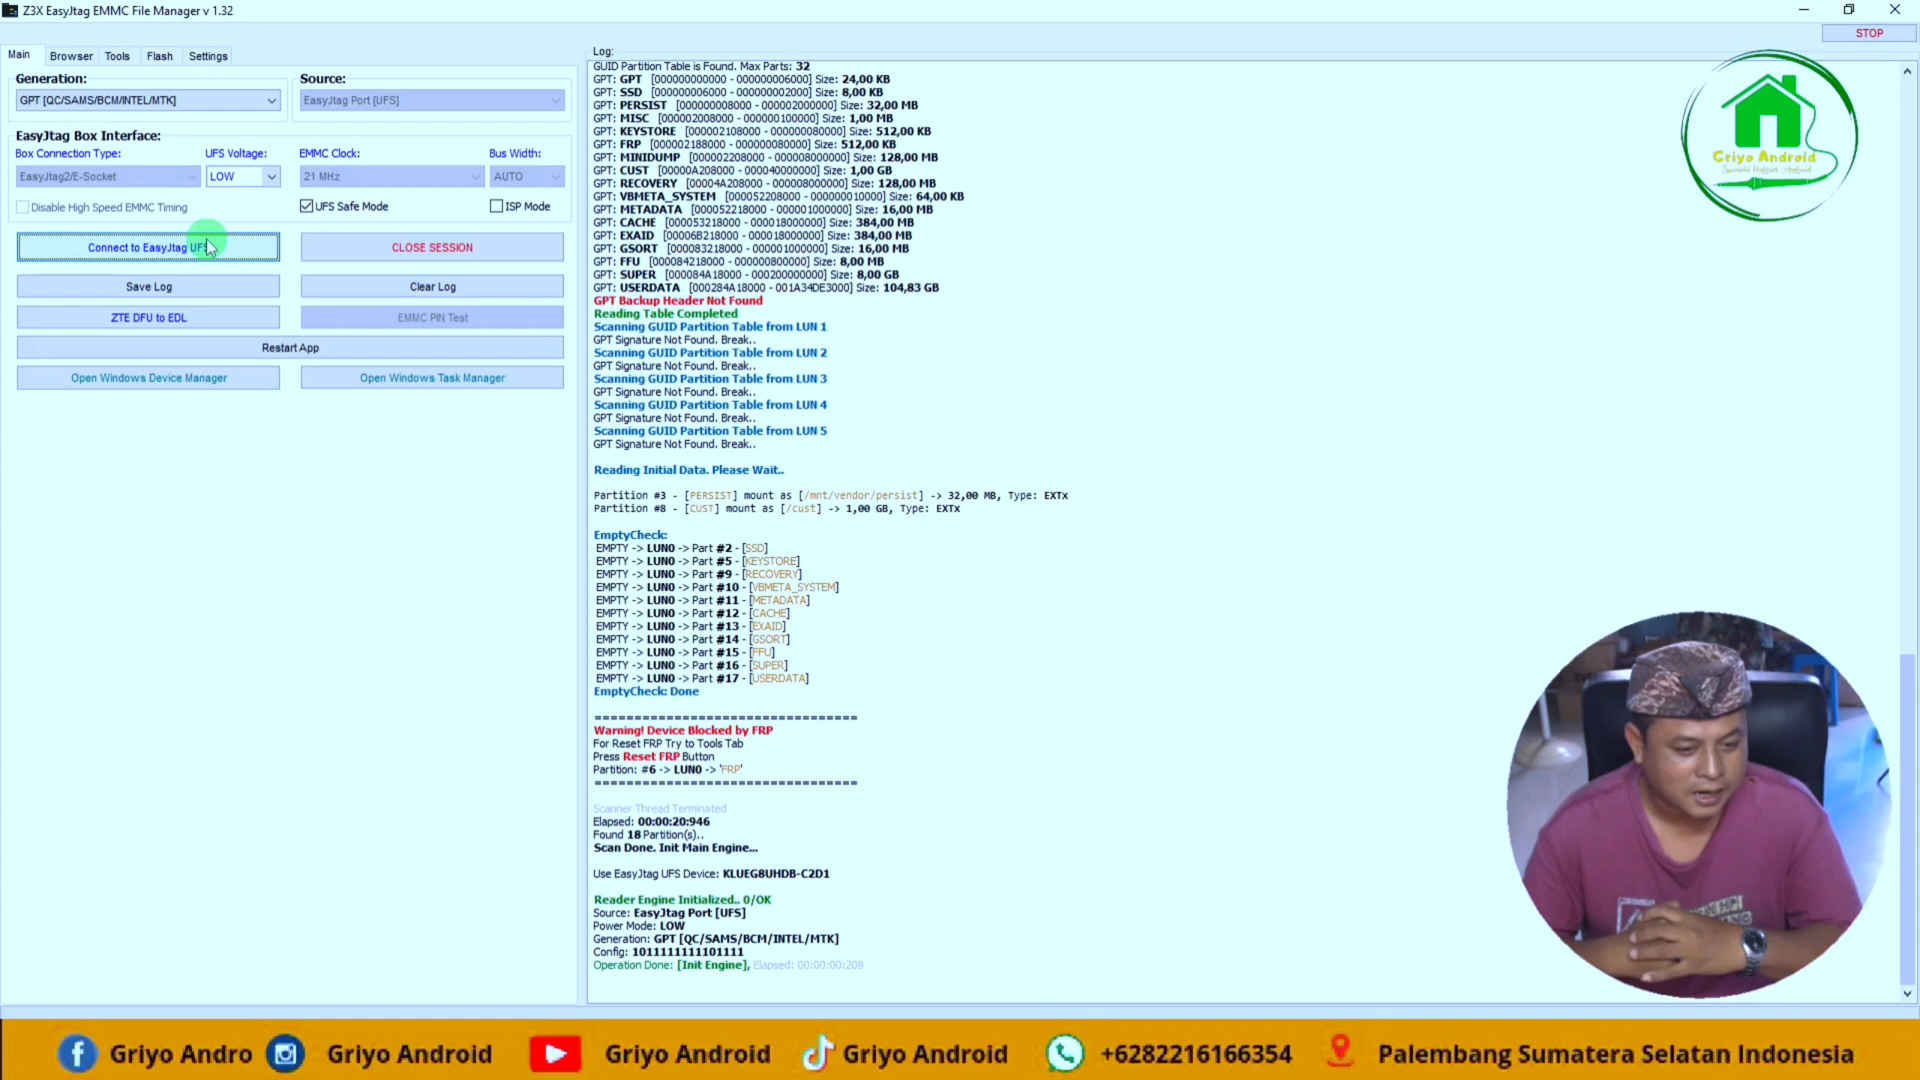 Z3X EasyJtag EMMC File Manager v 1.32
STOP
Main Browser Tools Flash Settings
Generation:
GPT [QC/SAMS/BCM/INTEL/MTK]
Source:
EasyJtag Port [UFS]
EasyJtag Box Interface:
Box Connection Type: UFS Voltage: EMMC Clock: Bus Width:
EasyJtag2/E-Socket LOW 21 MHz AUTO
Disable High Speed EMMC Timing UFS Safe Mode ISP Mode
Connect to EasyJtag UFS CLOSE SESSION
Save Log Clear Log
ZTE DFU to EDL EMMC PIN Test
Restart App
Open Windows Device Manager Open Windows Task Manager
Log:
GUID Partition Table is Found. Max Parts: 32
GPT: GPT [000000000000 - 000000006000] Size: 24,00 KB
GPT: SSD [000000006000 - 000000002000] Size: 8,00 KB
GPT: PERSIST [000000008000 - 000002000000] Size: 32,00 MB
GPT: MISC [000002008000 - 000000100000] Size: 1,00 MB
GPT: KEYSTORE [000002108000 - 000000080000] Size: 512,00 KB
GPT: FRP [000002188000 - 000000080000] Size: 512,00 KB
GPT: MINIDUMP [000002208000 - 000008000000] Size: 128,00 MB
GPT: CUST [00000A208000 - 000040000000] Size: 1,00 GB
GPT: RECOVERY [00004A208000 - 000008000000] Size: 128,00 MB
GPT: VBMETA_SYSTEM [000052208000 - 000000010000] Size: 64,00 KB
GPT: METADATA [000052218000 - 000001000000] Size: 16,00 MB
GPT: CACHE [000053218000 - 000018000000] Size: 384,00 MB
GPT: EXAID [00006B218000 - 000018000000] Size: 384,00 MB
GPT: GSORT [000083218000 - 000001000000] Size: 16,00 MB
GPT: FFU [000084218000 - 000000800000] Size: 8,00 MB
GPT: SUPER [000084A18000 - 000200000000] Size: 8,00 GB
GPT: USERDATA [000284A18000 - 001A34DE3000] Size: 104,83 GB
GPT Backup Header Not Found
Reading Table Completed
Scanning GUID Partition Table from LUN 1
GPT Signature Not Found. Break..
Scanning GUID Partition Table from LUN 2
GPT Signature Not Found. Break..
Scanning GUID Partition Table from LUN 3
GPT Signature Not Found. Break..
Scanning GUID Partition Table from LUN 4
GPT Signature Not Found. Break..
Scanning GUID Partition Table from LUN 5
GPT Signature Not Found. Break..
Reading Initial Data. Please Wait..
Partition #3 - [PERSIST] mount as [/mnt/vendor/persist] -> 32,00 MB, Type: EXTx
Partition #8 - [CUST] mount as [/cust] -> 1,00 GB, Type: EXTx
EmptyCheck:
EMPTY -> LUN0 -> Part #2 - [SSD]
EMPTY -> LUN0 -> Part #5 - [KEYSTORE]
EMPTY -> LUN0 -> Part #9 - [RECOVERY]
EMPTY -> LUN0 -> Part #10 - [VBMETA_SYSTEM]
EMPTY -> LUN0 -> Part #11 - [METADATA]
EMPTY -> LUN0 -> Part #12 - [CACHE]
EMPTY -> LUN0 -> Part #13 - [EXAID]
EMPTY -> LUN0 -> Part #14 - [GSORT]
EMPTY -> LUN0 -> Part #15 - [FFU]
EMPTY -> LUN0 -> Part #16 - [SUPER]
EMPTY -> LUN0 -> Part #17 - [USERDATA]
EmptyCheck: Done
=================================
Warning! Device Blocked by FRP
For Reset FRP Try to Tools Tab
Press Reset FRP Button
Partition: #6 -> LUN0 -> 'FRP'
=================================
Scanner Thread Terminated
Elapsed: 00:00:20:946
Found 18 Partition(s)..
Scan Done. Init Main Engine...
Use EasyJtag UFS Device: KLUEG8UHDB-C2D1
Reader Engine Initialized.. 0/OK
Source: EasyJtag Port [UFS]
Power Mode: LOW
Generation: GPT [QC/SAMS/BCM/INTEL/MTK]
Config: 1011111111101111
Operation Done: [Init Engine], Elapsed: 00:00:00:208
Griyo Android
Griyo Andro Griyo Android Griyo Android Griyo Android +6282216166354 Palembang Sumatera Selatan Indonesia